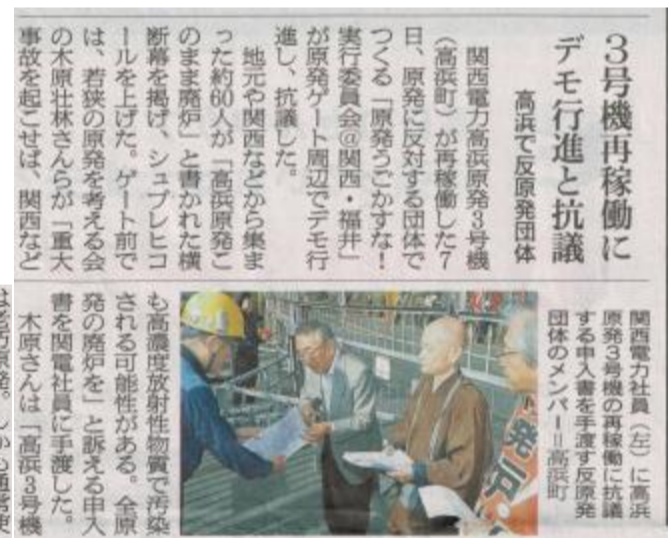 3号機再稼働に
デモ行進と抗議
高浜で反原発団体
関西電力高浜原発3号機
（高浜町）が再稼働した7
日、原発に反対する団体で
つくる「原発うごかすな！
実行委員会@関西・福井」
が原発ゲート周辺でデモ行
進し、抗議した。
地元や関西などから集ま
った約60人が「高浜原発こ
のまま廃炉」と書かれた横
断幕を掲げ、シュプレヒコ
ールを上げた。ゲート前で
は、若狭の原発を考える会
の木原壮林さんらが「重大
事故を起こせば、関西など
も高濃度放射性物質で汚染
される可能性がある。全原
発の廃炉を」と訴える申入
書を関電社員に手渡した。
木原さんは「高浜3号機
は老朽原発。しかも通常更
関西電力社員（左）に高浜
原発3号機の再稼働に抗議
する申入書を手渡す反原発
団体のメンバー＝高浜町
発